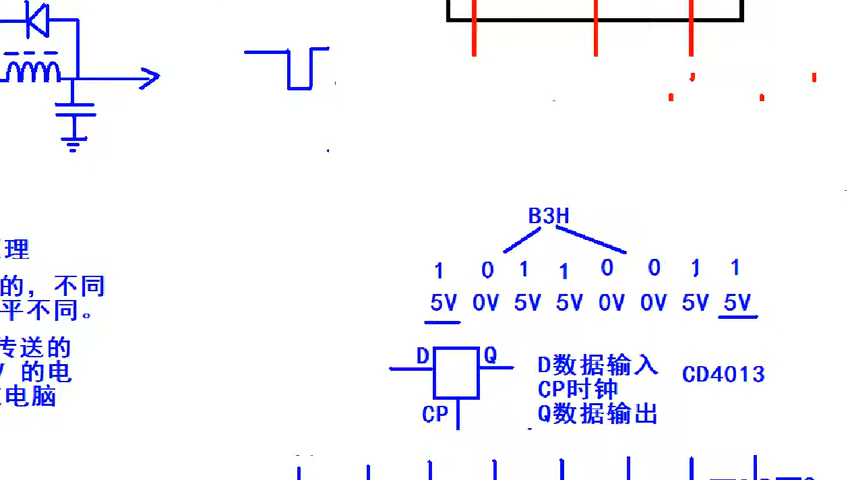 B3H
1 0 1 1 0 0 1 1
5V 0V 5V 5V 0V 0V 5V 5V
理
的，不同
平不同。
传送的
的电
电脑
D Q
CP
D数据输入
CP时钟
Q数据输出
CD4013